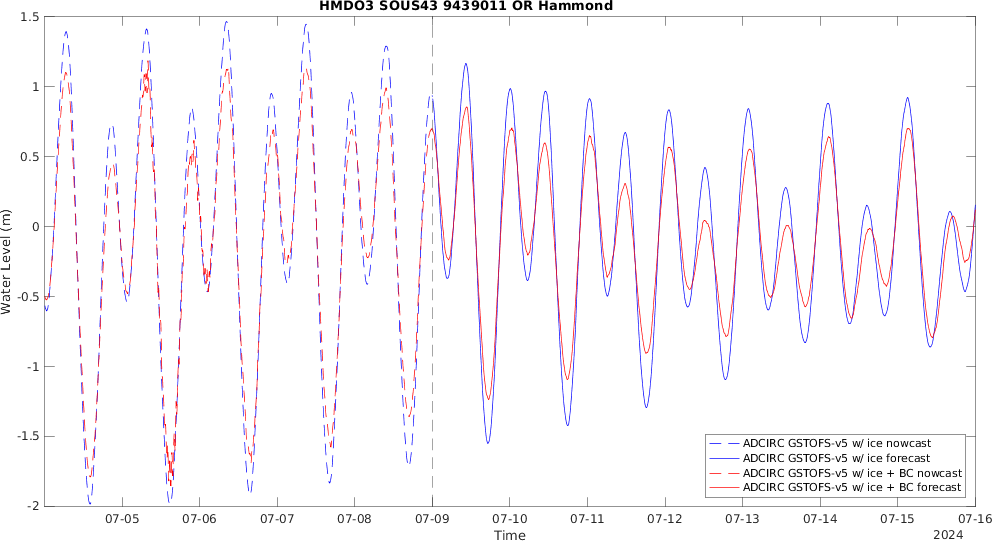 HMDO3 SOUS43 9439011 OR Hammond
Water Level (m)
1.5
1
0.5
0
-0.5
-1
-1.5
-2
07-05 07-06 07-07 07-08 07-09 07-10 07-11 07-12 07-13 07-14 07-15 07-16
Time
2024
ADCIRC GSTOFS-v5 w/ ice nowcast
ADCIRC GSTOFS-v5 w/ ice forecast
ADCIRC GSTOFS-v5 w/ ice + BC nowcast
ADCIRC GSTOFS-v5 w/ ice + BC forecast